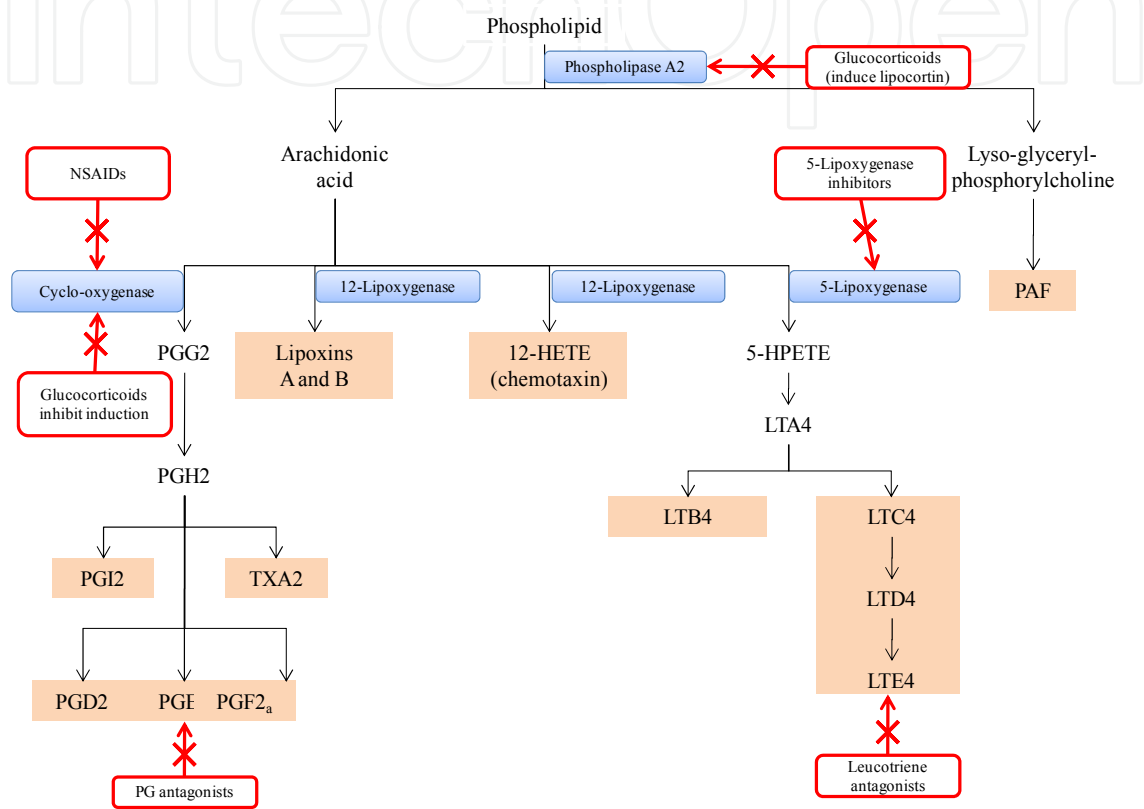 IntechOpen
Phospholipid
Phospholipase A2
Glucocorticoids
(induce lipocortin)
Arachidonic
acid
Lyso-glyceryl-
phosphorylcholine
NSAIDs
5-Lipoxygenase
inhibitors
Cyclo-oxygenase
12-Lipoxygenase
12-Lipoxygenase
5-Lipoxygenase
PAF
PGG2
Lipoxins
A and B
12-HETE
(chemotaxin)
5-HPETE
Glucocorticoids
inhibit induction
LTA4
PGH2
LTB4
LTC4
PGI2
TXA2
LTD4
LTE4
PGD2
PGE
PGF2a
PG antagonists
Leucotriene
antagonists